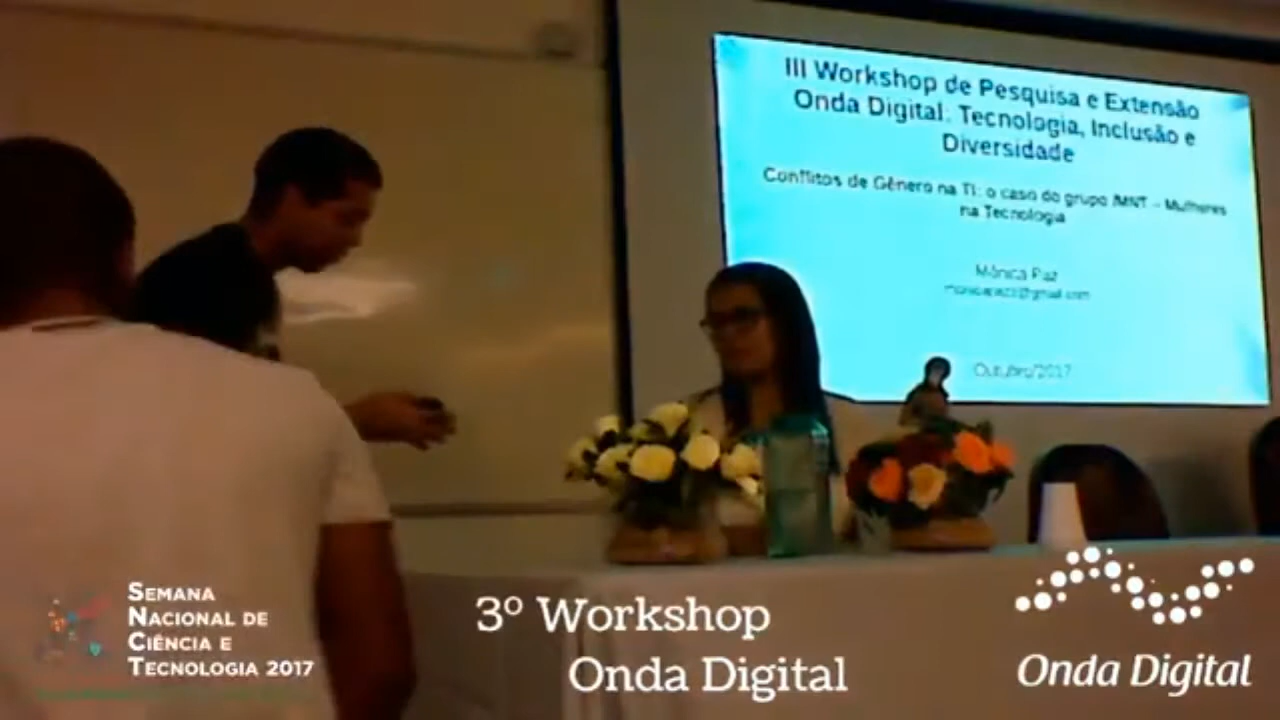 III Workshop de Pesquisa e Extensão
Onda Digital: Tecnologia, Inclusão e
Diversidade
Conflitos de Gênero na TI: o caso do grupo /MNT – Mulheres
na Tecnologia
Mônica Paz
Outubro/2017
SEMANA
NACIONAL DE
CIÊNCIA E
TECNOLOGIA 2017
3º Workshop
Onda Digital
Onda Digital